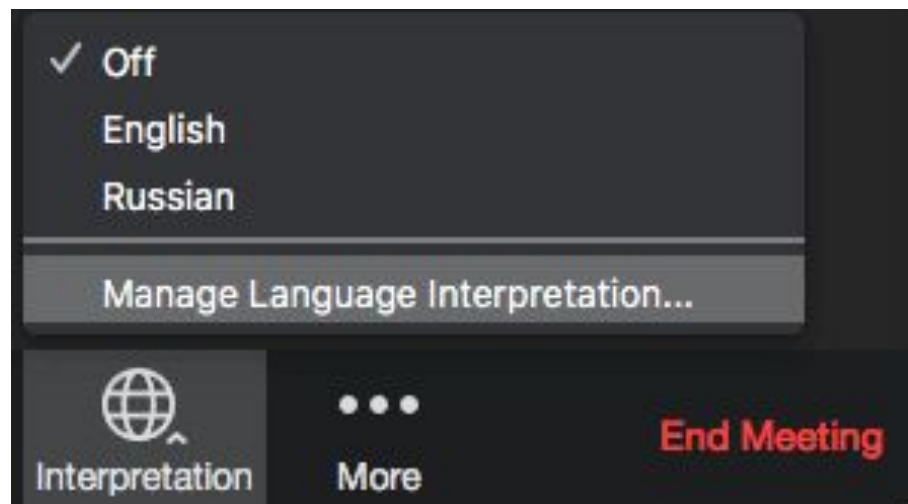 Off
English
Russian
Manage Language Interpretation...
Interpretation
More
End Meeting